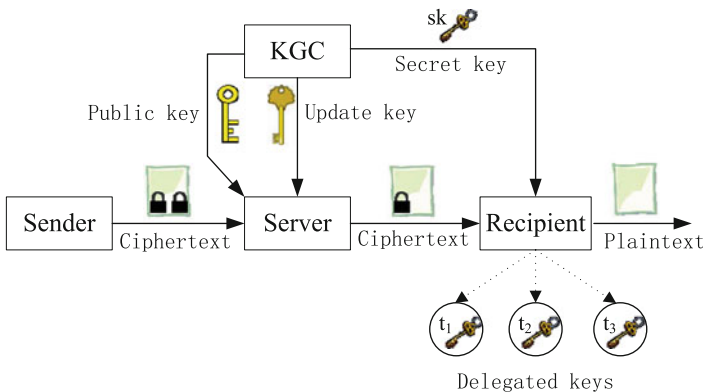 sk
KGC
Secret key
Public key
Update key
Sender
Ciphertext
Server
Ciphertext
Recipient
Plaintext
t₁
t₂
t₃
Delegated keys